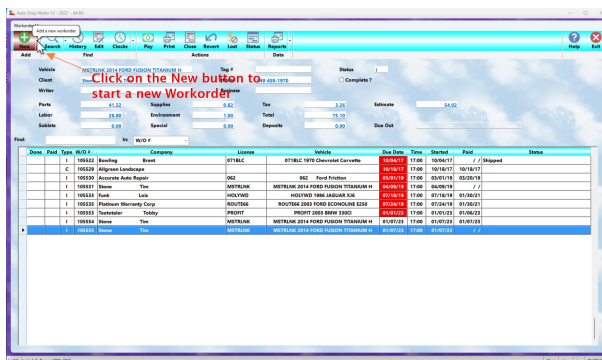 Auto Shop Writer 12 - 2022 - 64 Bit
Add a new workorder
New Search History Edit Clocks Pay Print Close Revert Lost Status Reports Help Exit
Add Find Actions Data
Vehicle MSTRLNK 2014 FORD FUSION TITANIUM H Tag # Status
Client Complete ?
Writer
Click on the New button to
start a new Workorder
Parts 41.22 Supplies 0.82 Tax 3.26 Estimate 54.02
Labor 28.80 Environment 1.00 Total 75.10
Sublets 0.00 Special 0.00 Deposits 0.00 Due Out
Find: In: W/O #
Done Paid Type W/O # Company License Vehicle Due Date Time Started Paid Status
I 105522 Bowling Brent 071BLC 071BLC 1970 Chevrolet Corvette 10/04/17 17:00 10/04/17 / / Shipped
C 105529 Allgreen Landscape 10/18/17 17:00 10/18/17 10/18/17
I 105530 Accurate Auto Repair 062 062 Ford Friction 03/01/19 17:00 03/01/19 03/20/19
I 105531 Stone Tim MSTRLNK MSTRLNK 2014 FORD FUSION TITANIUM H 04/09/19 17:00 04/09/19 / /
I 105533 Funk Lois HOLYWD HOLYWD 1986 JAGUAR XJ6 07/18/19 17:00 07/18/19 01/30/21
I 105535 Platinum Warranty Corp ROUTE66 ROUTE66 2003 FORD ECONOLINE E250 07/24/19 17:00 07/24/19 01/30/21
I 105553 Teetotaler Tobby PROFIT PROFIT 2003 BMW 330CI 01/01/23 17:00 01/01/23 01/06/23
I 105554 Stone Tim MSTRLNK MSTRLNK 2014 FORD FUSION TITANIUM H 01/07/23 17:00 01/07/23 01/07/23
I 105555 Stone Tim MSTRLNK MSTRLNK 2014 FORD FUSION TITANIUM H 01/07/23 17:00 01/07/23 / /